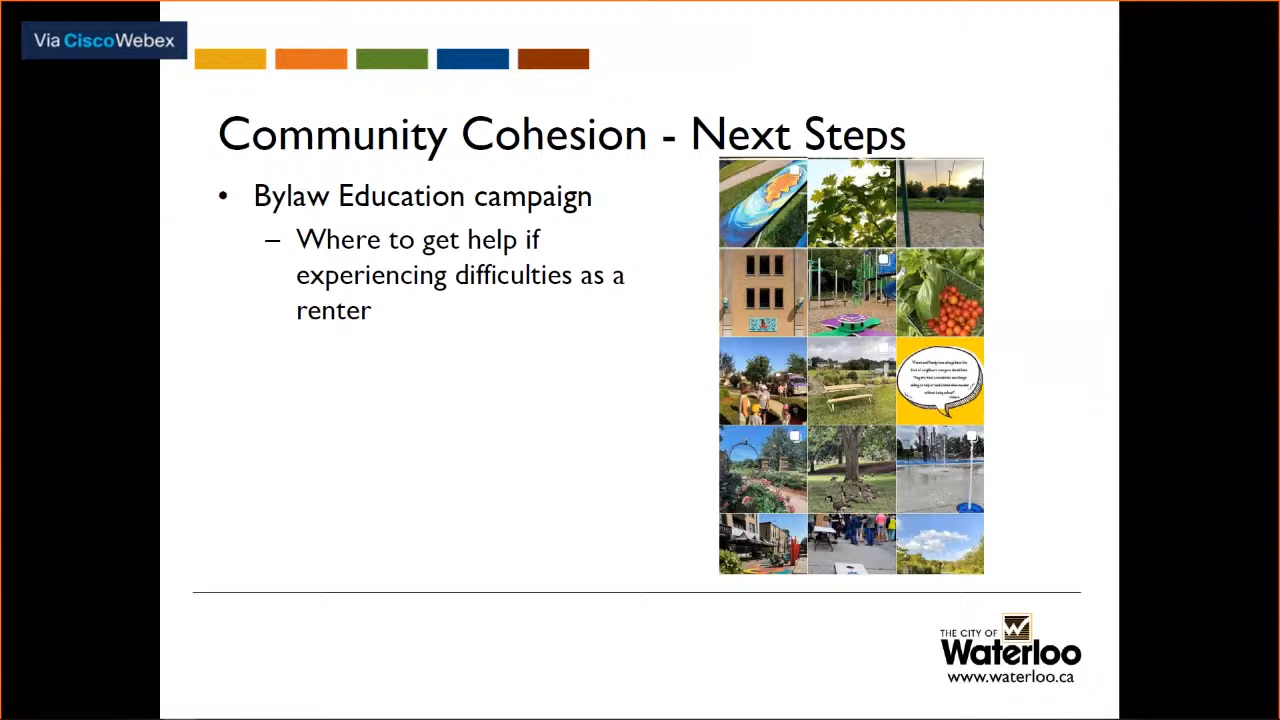 Via CiscoWebex
Community Cohesion - Next Steps
• Bylaw Education campaign
– Where to get help if
experiencing difficulties as a
renter
THE CITY OF
Waterloo
www.waterloo.ca